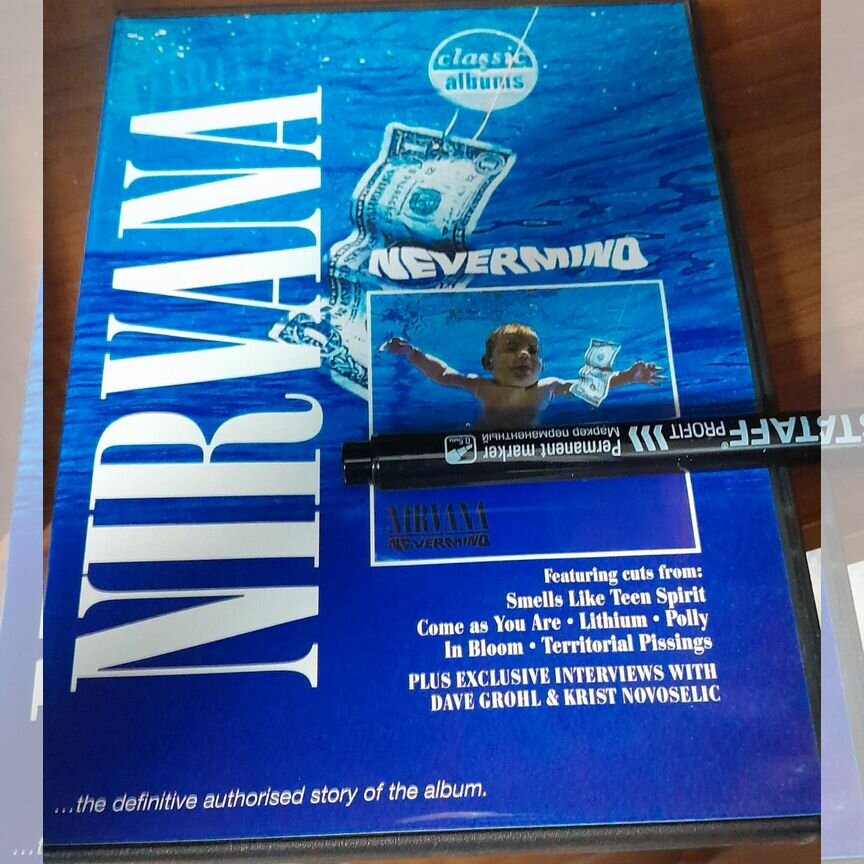 classic
albums
NIRVANA
NEVERMIND
STAFF PROFIT
Permanent marker
Маркер перманентный
NIRVANA
NEVERMIND
Featuring cuts from:
Smells Like Teen Spirit
Come as You Are • Lithium • Polly
In Bloom • Territorial Pissings
PLUS EXCLUSIVE INTERVIEWS WITH
DAVE GROHL & KRIST NOVOSELIC
...the definitive authorised story of the album.